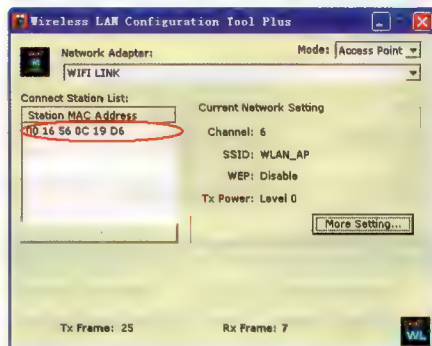 Wireless LAN Configuration Tool Plus
Network Adapter:
Mode: Access Point
WIFI LINK
Connect Station List:
Station MAC Address
00 16 56 0C 19 D6
Current Network Setting
Channel: 6
SSID: WLAN_AP
WEP: Disable
Tx Power: Level 0
More Setting...
Tx Frame: 25
Rx Frame: 7
WL